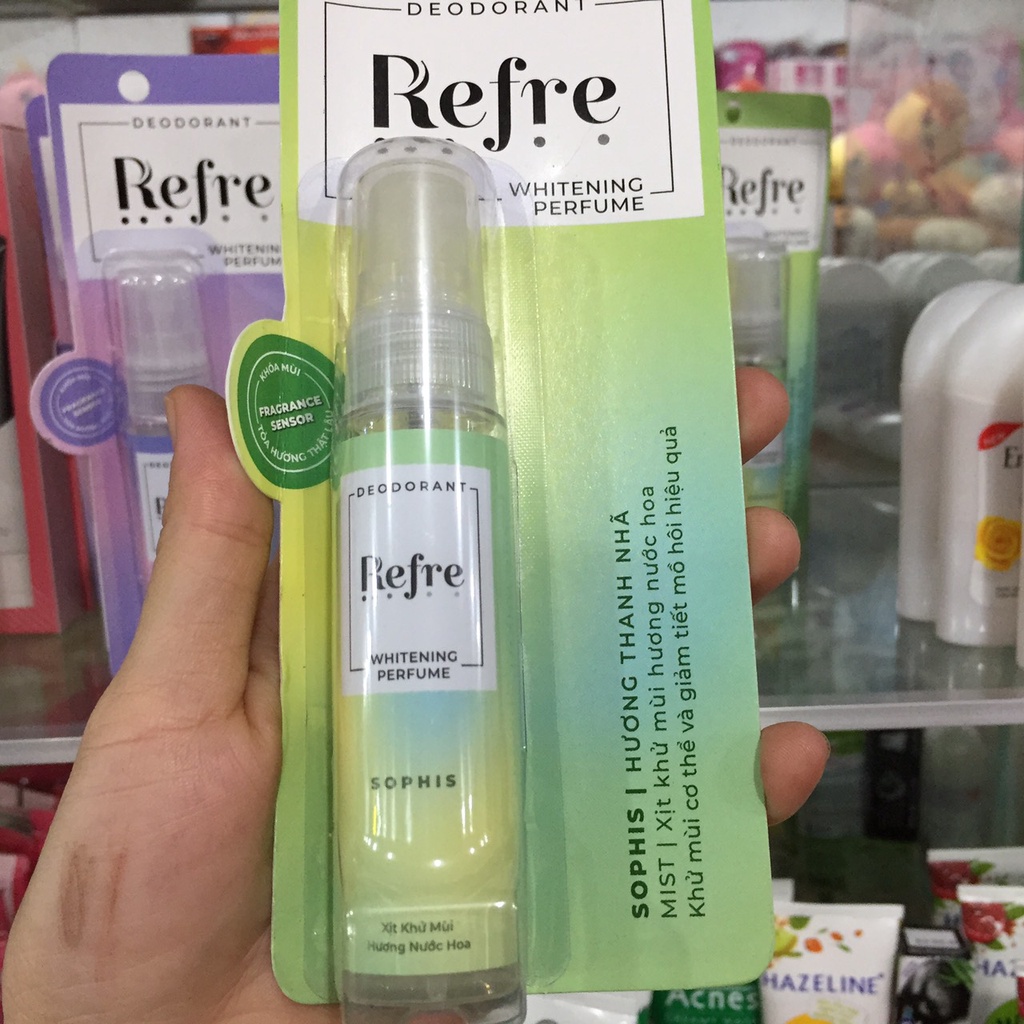 DEODORANT
Refre
WHITENING
PERFUME
KHÓA MÙI
FRAGRANCE
SENSOR
TỎA HƯƠNG THẬT LÂU
DEODORANT
Refre
WHITENING
PERFUME
SOPHIS
Xịt Khử Mùi
Hương Nước Hoa
SOPHIS | HƯƠNG THANH NHÃ
MIST | Xịt khử mùi hương nước hoa
Khử mùi cơ thể và giảm tiết mồ hôi hiệu quả
DEODORANT
Refre
WHITENING
PERFUME
DEODORANT
Refre
HAZELINE
Acnes